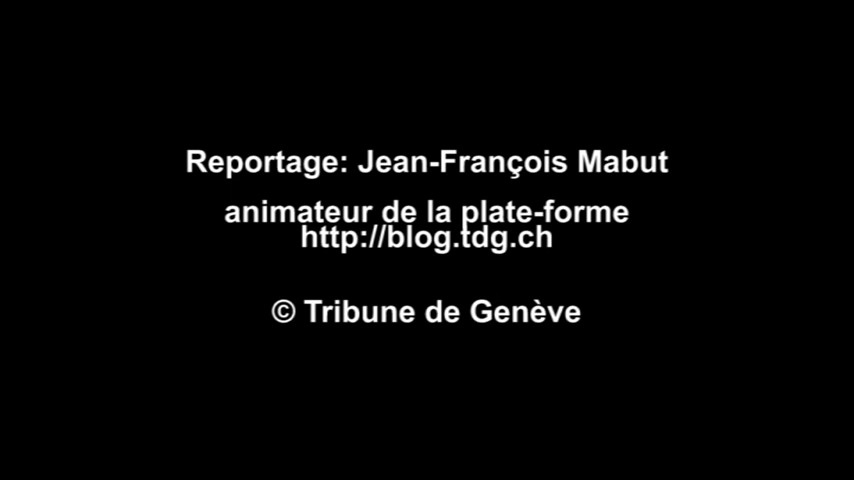 Reportage: Jean-François Mabut
animateur de la plate-forme
http://blog.tdg.ch
© Tribune de Genève